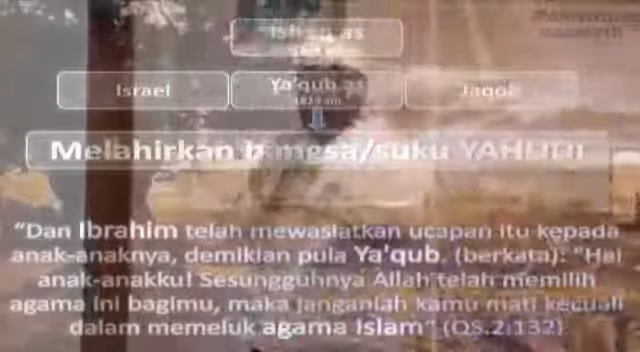 as
Israel
Ya'qub as
Jaqob
Melahirkan bangsa/suku YAHUDI
"Dan Ibrahim telah mewasiatkan ucapan itu kepada
anak-anaknya, demikian pula Ya'qub. (berkata): "Hai
anak-anakku! Sesungguhnya Allah telah memilih
agama ini bagimu, maka janganlah kamu mati kecuali
dalam memeluk agama Islam" (QS.2:132)